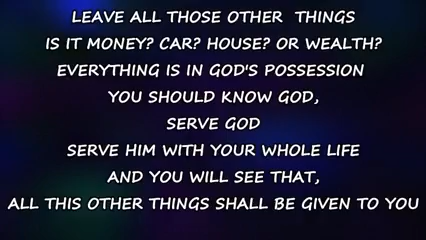 LEAVE ALL THOSE OTHER THINGS
IS IT MONEY? CAR? HOUSE? OR WEALTH?
EVERYTHING IS IN GOD'S POSSESSION
YOU SHOULD KNOW GOD,
SERVE GOD
SERVE HIM WITH YOUR WHOLE LIFE
AND YOU WILL SEE THAT,
ALL THIS OTHER THINGS SHALL BE GIVEN TO YOU